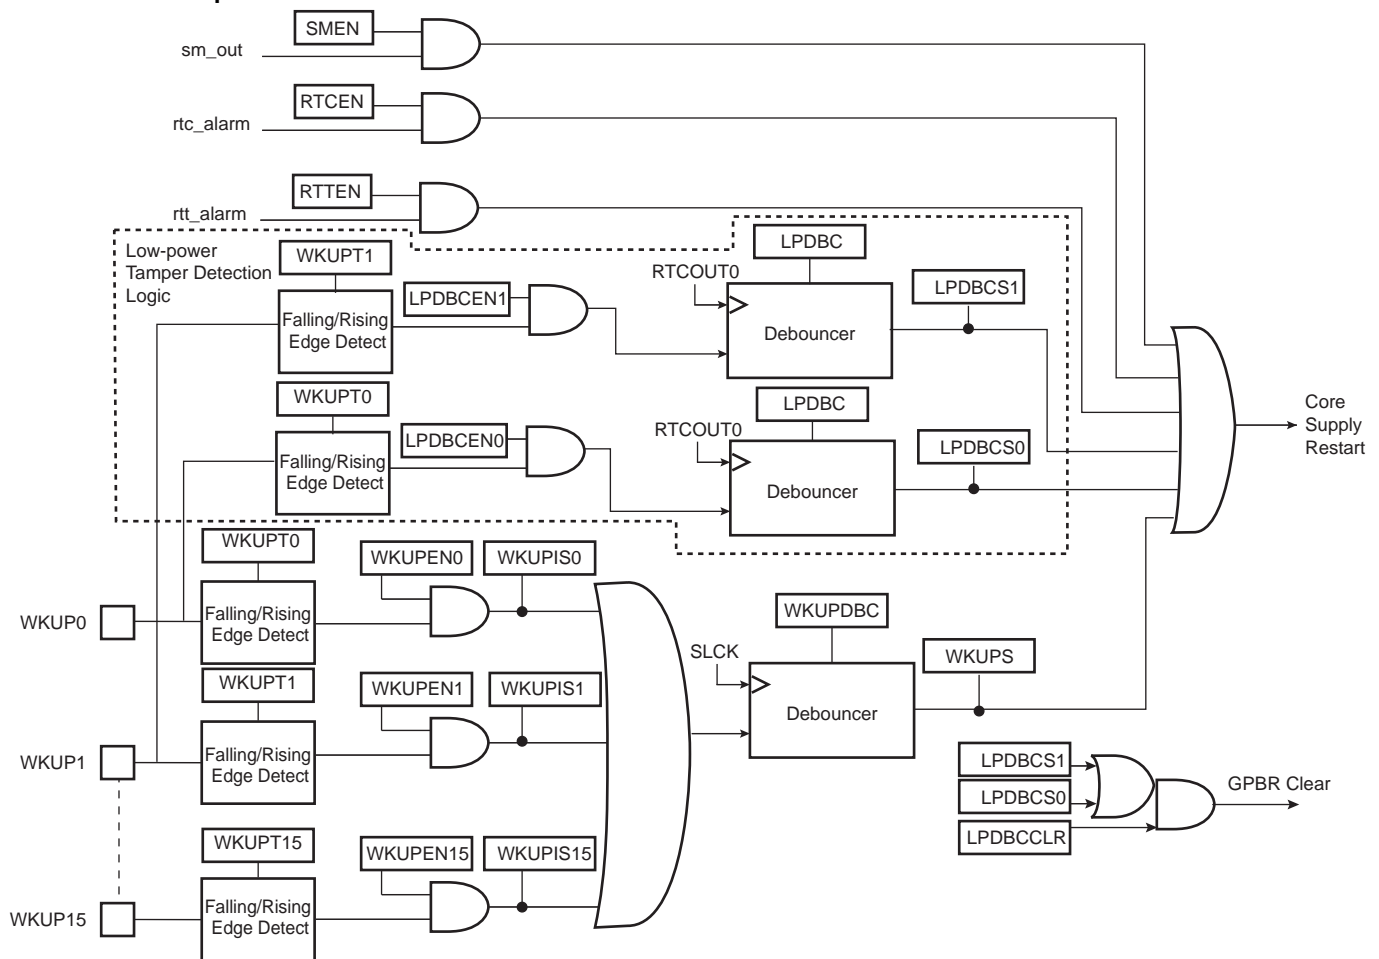 SMEN
sm_out
RTCEN
rtc_alarm
RTTEN
rtt_alarm
Low-power
Tamper Detection
Logic
WKUPT1
Falling/Rising
Edge Detect
LPDBCEN1
RTCOUT0
LPDBC
Debouncer
LPDBCS1
WKUPT0
Falling/Rising
Edge Detect
LPDBCEN0
RTCOUT0
LPDBC
Debouncer
LPDBCS0
Core
Supply
Restart
WKUPT0
WKUP0
Falling/Rising
Edge Detect
WKUPEN0
WKUPIS0
WKUPT1
WKUP1
Falling/Rising
Edge Detect
WKUPEN1
WKUPIS1
SLCK
WKUPDBC
Debouncer
WKUPS
WKUPT15
WKUP15
Falling/Rising
Edge Detect
WKUPEN15
WKUPIS15
LPDBCS1
LPDBCS0
LPDBCCLR
GPBR Clear